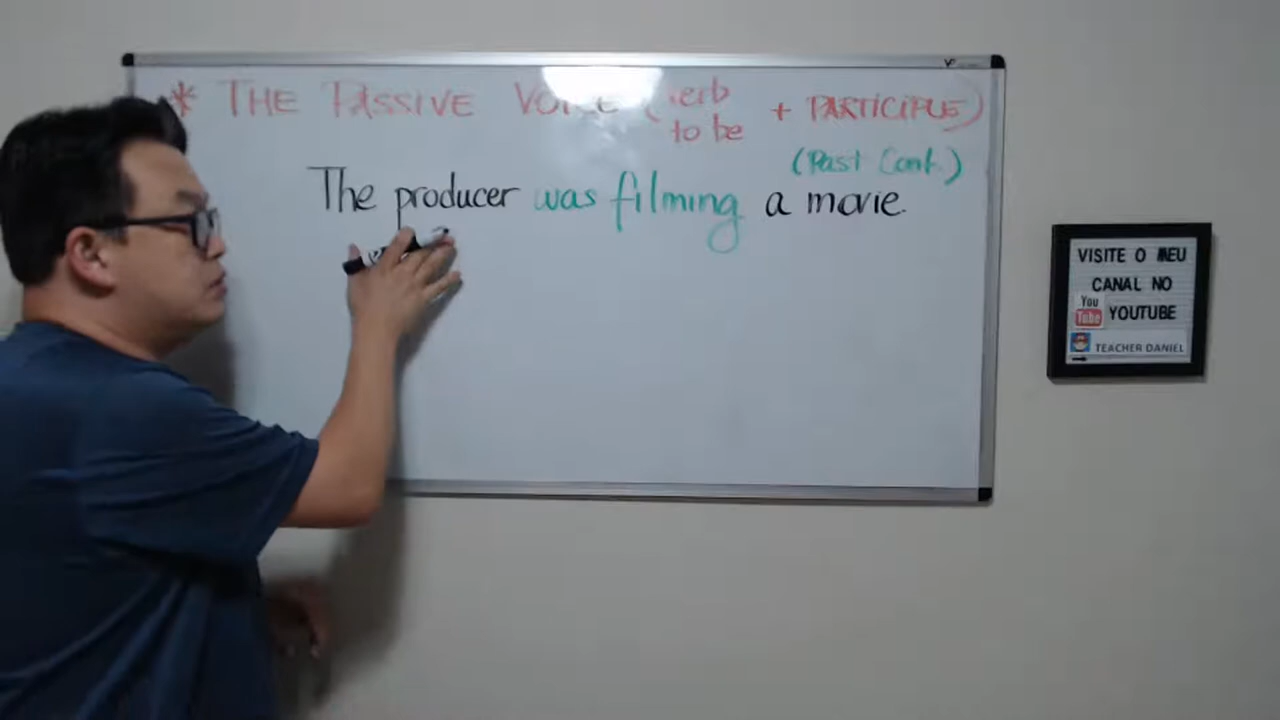 * THE PASSIVE VOICE (verb to be + PARTICIPLE)
(Past Cont.)
The producer was filming a movie.
VISITE O MEU
CANAL NO
You Tube YOUTUBE
TEACHER DANIEL